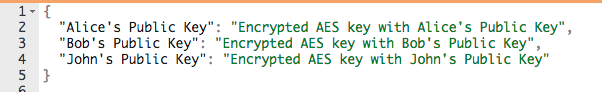 1 {
2 "Alice's Public Key": "Encrypted AES key with Alice's Public Key",
3 "Bob's Public Key": "Encrypted AES key with Bob's Public Key",
4 "John's Public Key": "Encrypted AES key with John's Public Key"
5 }
6